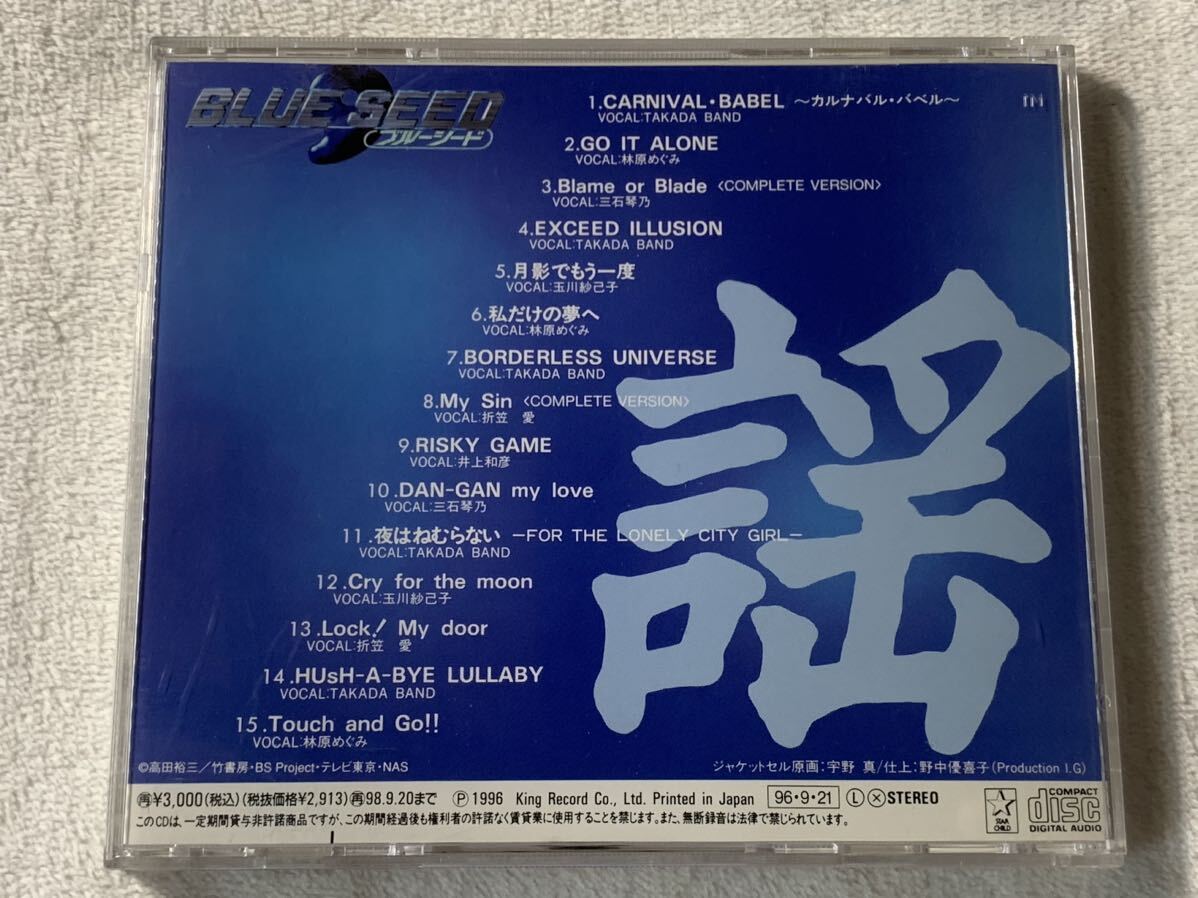 BLUE SEED
ブルーシード
1.CARNIVAL・BABEL ～カルナバル・バベル～
VOCAL:TAKADA BAND
2.GO IT ALONE
VOCAL:林原めぐみ
3.Blame or Blade 〈COMPLETE VERSION〉
VOCAL:三石琴乃
4.EXCEED ILLUSION
VOCAL:TAKADA BAND
5.月影でもう一度
VOCAL:玉川紗己子
6.私だけの夢へ
VOCAL:林原めぐみ
7.BORDERLESS UNIVERSE
VOCAL:TAKADA BAND
8.My Sin 〈COMPLETE VERSION〉
VOCAL:折笠 愛
9.RISKY GAME
VOCAL:井上和彦
10.DAN-GAN my love
VOCAL:三石琴乃
11.夜はねむらない －FOR THE LONELY CITY GIRL－
VOCAL:TAKADA BAND
12.Cry for the moon
VOCAL:玉川紗己子
13.Lock! My door
VOCAL:折笠 愛
14.HUsH-A-BYE LULLABY
VOCAL:TAKADA BAND
15.Touch and Go!!
VOCAL:林原めぐみ
謡
©高田裕三／竹書房・BS Project・テレビ東京・NAS
ジャケットセル原画:宇野 真/仕上:野中優喜子(Production I.G)
再¥3,000(税込)(税抜価格¥2,913)再98.9.20まで Ⓟ 1996 King Record Co., Ltd. Printed in Japan 96・9・21 Ⓛ ⓧ STEREO
このCDは、一定期間貸与非許諾商品ですが、この期間経過後も権利者の許諾なく賃貸業に使用することを禁じます。また、無断録音は法律で禁じられています。
STAR CHILD
COMPACT disc DIGITAL AUDIO